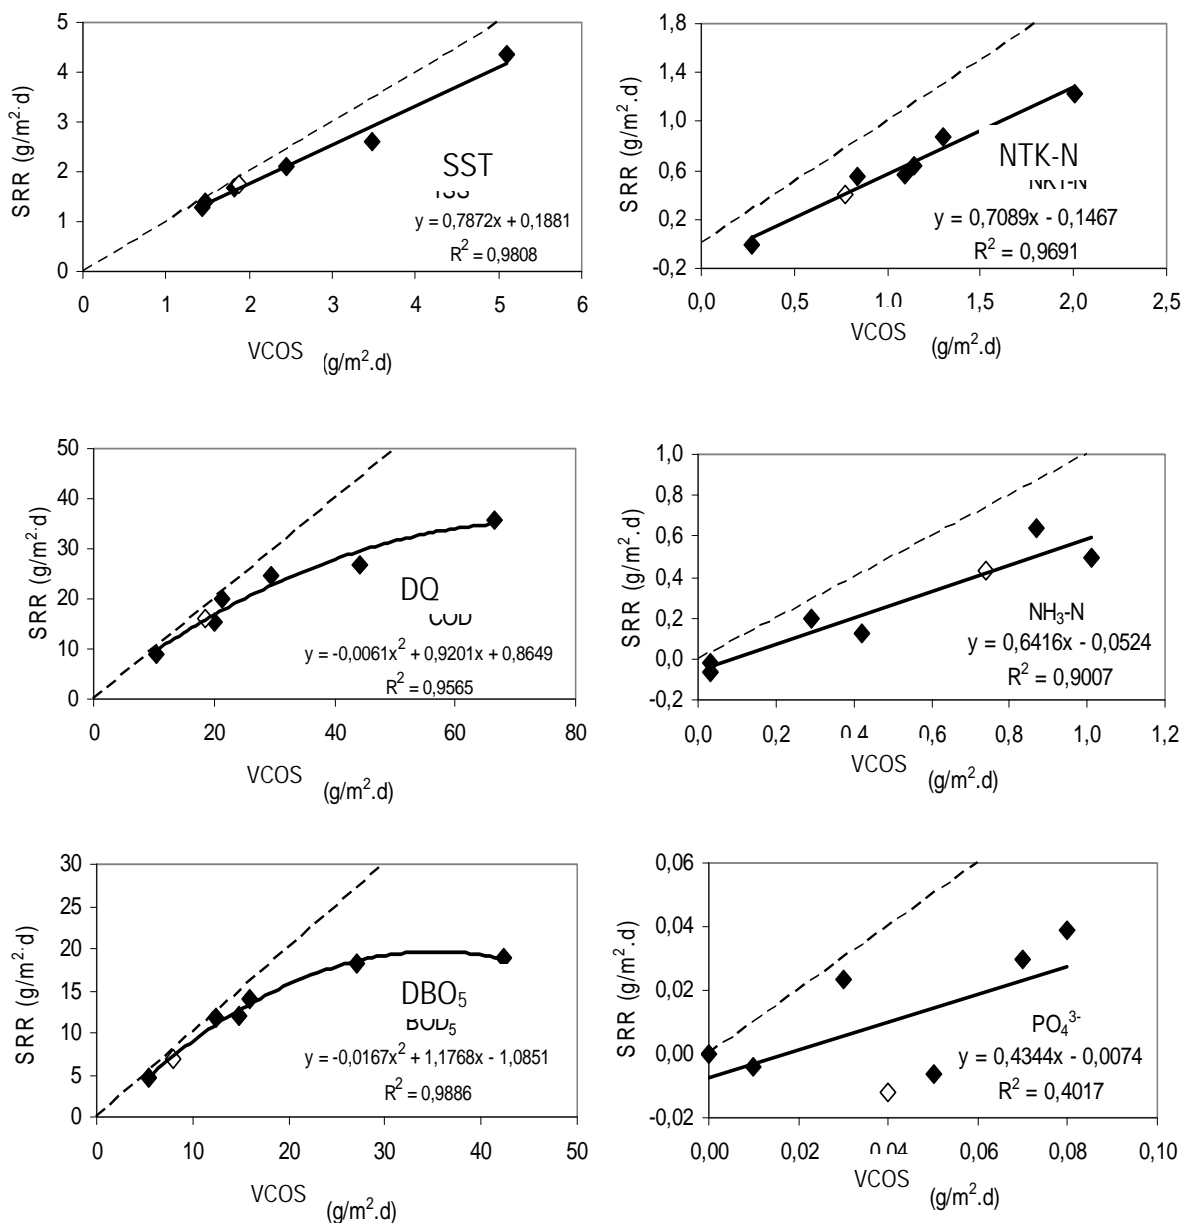 5
4
3
2
1
0
0
1
2
3
4
5
6
SRR (g/m²·d)
SST
y = 0,7872x + 0,1881
R² = 0,9808
VCOS (g/m².d)
1,8
1,4
1,0
0,6
0,2
-0,2
0,0
0,5
1,0
1,5
2,0
2,5
SRR (g/m².d)
NTK-N
NKT-N
y = 0,7089x - 0,1467
R² = 0,9691
VCOS
(g/m².d)
50
40
30
20
10
0
0
20
40
60
80
SRR (g/m²·d)
DQ
COD
y = -0,0061x² + 0,9201x + 0,8649
R² = 0,9565
VCOS
(g/m².d)
1,0
0,8
0,6
0,4
0,2
0,0
-0,2
0,0
0,2
0,4
0,6
0,8
1,0
1,2
SRR (g/m².d)
NH₃-N
y = 0,6416x - 0,0524
R² = 0,9007
VCOS
(g/m².d)
30
25
20
15
10
5
0
0
10
20
30
40
50
SRR (g/m²·d)
DBO₅
BOD₅
y = -0,0167x² + 1,1768x - 1,0851
R² = 0,9886
VCOS
(g/m².d)
0,06
0,04
0,02
0,00
-0,02
0,00
0,02
0,04
0,06
0,08
0,10
SRR (g/m².d)
PO₄³⁻
y = 0,4344x - 0,0074
R² = 0,4017
VCOS
(g/m².d)